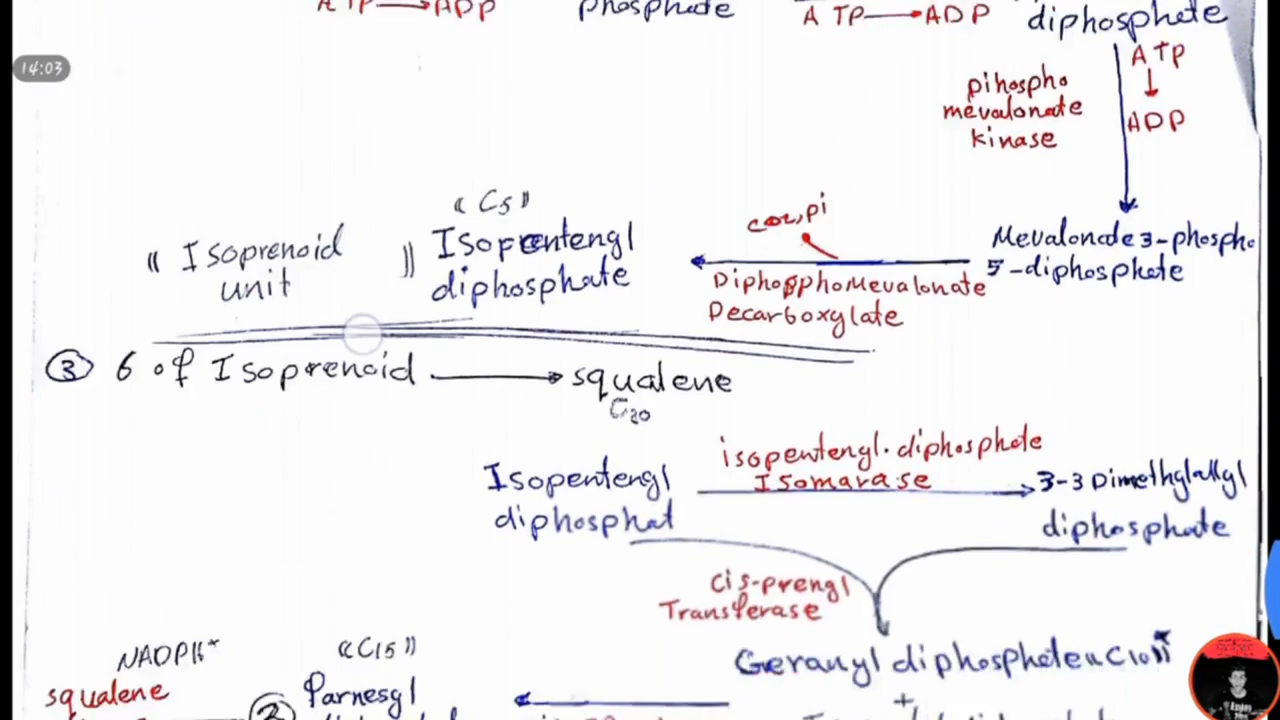 ATP → ADP
phosphate
ATP → ADP
diphosphate
14:03
ATP
↓
ADP
pihospho
mevalonate
kinase
« C5 »
« Isoprenoid
unit »
Isoprentenyl
diphosphate
co2, pi
Mevalonate 3-phospho
5-diphosphate
Diphosphomevalonate
Decarboxylate
③ 6 of Isoprenoid → squalene
C30
isopentenyl.diphosphate
Isomarase
Isopentenyl
diphosphat
3-3 Dimethylallyl
diphosphate
cis-prenyl
Transferase
Geranyl diphosphate « C10 »
+
NADPH+
« C15 »
squalene
Farnesyl